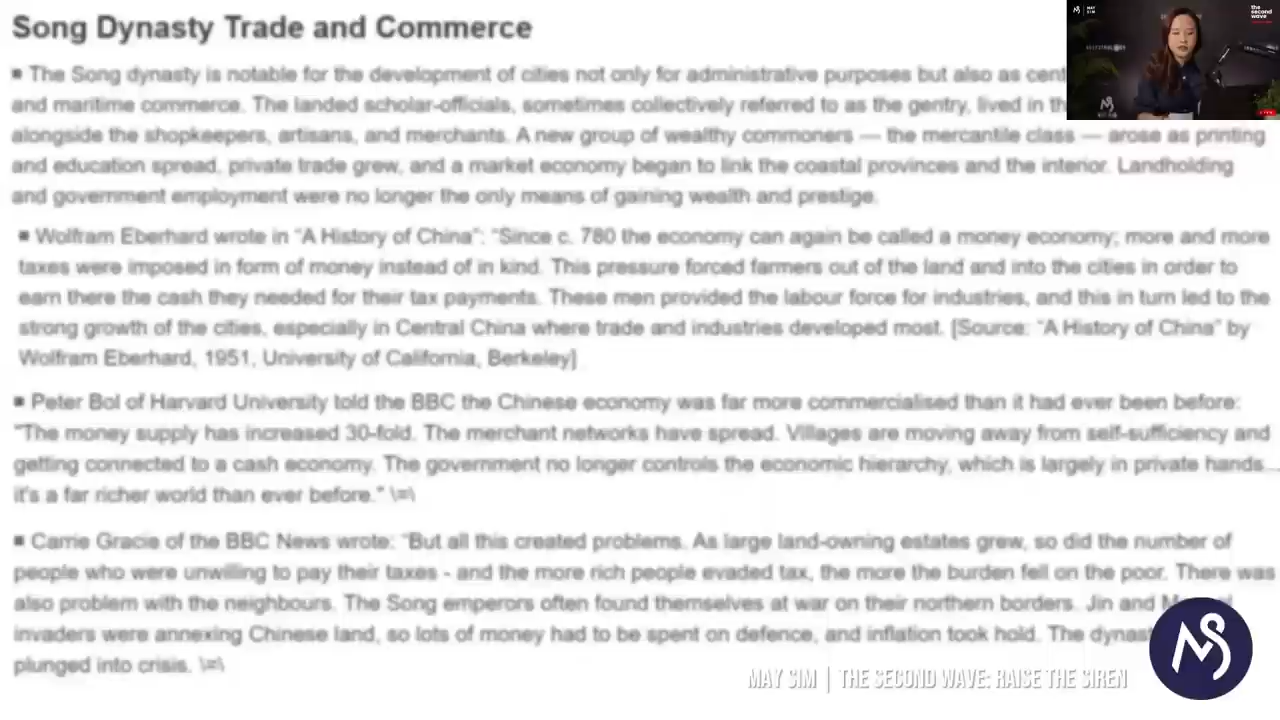 Song Dynasty Trade and Commerce
■ The Song dynasty is notable for the development of cities not only for administrative purposes but also as cent
and maritime commerce. The landed scholar-officials, sometimes collectively referred to as the gentry, lived in th
alongside the shopkeepers, artisans, and merchants. A new group of wealthy commoners — the mercantile class — arose as printing
and education spread, private trade grew, and a market economy began to link the coastal provinces and the interior. Landholding
and government employment were no longer the only means of gaining wealth and prestige.
■ Wolfram Eberhard wrote in “A History of China”: “Since c. 780 the economy can again be called a money economy; more and more
taxes were imposed in form of money instead of in kind. This pressure forced farmers out of the land and into the cities in order to
earn there the cash they needed for their tax payments. These men provided the labour force for industries, and this in turn led to the
strong growth of the cities, especially in Central China where trade and industries developed most. [Source: “A History of China” by
Wolfram Eberhard, 1951, University of California, Berkeley]
■ Peter Bol of Harvard University told the BBC the Chinese economy was far more commercialised than it had ever been before:
"The money supply has increased 30-fold. The merchant networks have spread. Villages are moving away from self-sufficiency and
getting connected to a cash economy. The government no longer controls the economic hierarchy, which is largely in private hands...
it's a far richer world than ever before." \=\
■ Carrie Gracie of the BBC News wrote: “But all this created problems. As large land-owning estates grew, so did the number of
people who were unwilling to pay their taxes - and the more rich people evaded tax, the more the burden fell on the poor. There was
also problem with the neighbours. The Song emperors often found themselves at war on their northern borders. Jin and
invaders were annexing Chinese land, so lots of money had to be spent on defence, and inflation took hold. The dynast
plunged into crisis. \=\
MAY SIM | THE SECOND WAVE: RAISE THE SIREN
MS
MAY
SIM
the
second
wave